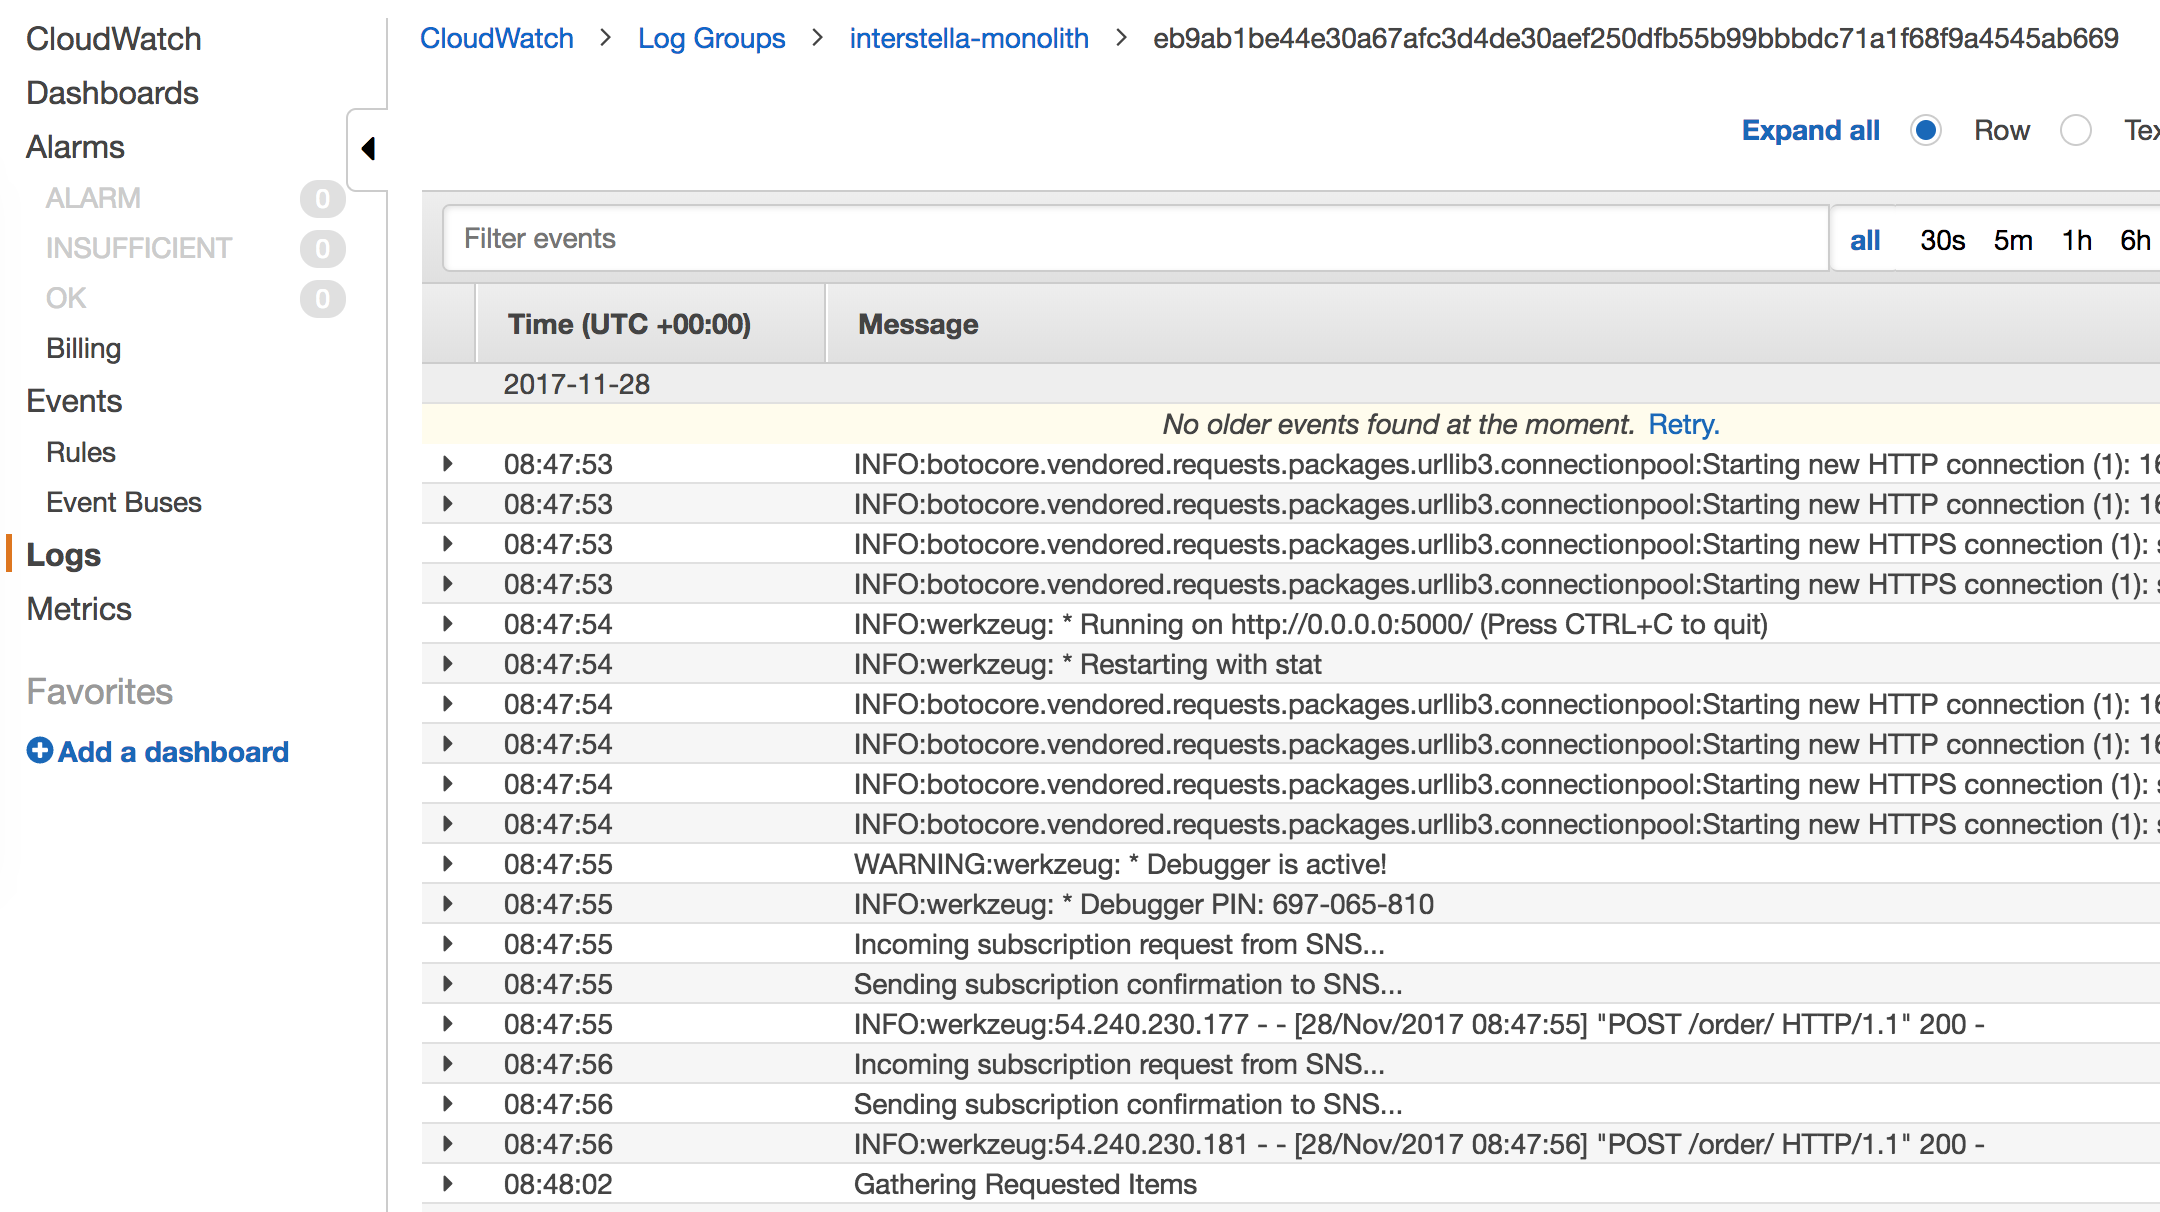 CloudWatch
Dashboards
Alarms
ALARM 0
INSUFFICIENT 0
OK 0
Billing
Events
Rules
Event Buses
Logs
Metrics
Favorites
Add a dashboard
CloudWatch > Log Groups > interstella-monolith > eb9ab1be44e30a67afc3d4de30aef250dfb55b99bbbdc71a1f68f9a4545ab669
Expand all Row Tex
Filter events all 30s 5m 1h 6h
Time (UTC +00:00) Message
2017-11-28
No older events found at the moment. Retry.
08:47:53 INFO:botocore.vendored.requests.packages.urllib3.connectionpool:Starting new HTTP connection (1): 16
08:47:53 INFO:botocore.vendored.requests.packages.urllib3.connectionpool:Starting new HTTP connection (1): 16
08:47:53 INFO:botocore.vendored.requests.packages.urllib3.connectionpool:Starting new HTTPS connection (1): s
08:47:53 INFO:botocore.vendored.requests.packages.urllib3.connectionpool:Starting new HTTPS connection (1): s
08:47:54 INFO:werkzeug: * Running on http://0.0.0.0:5000/ (Press CTRL+C to quit)
08:47:54 INFO:werkzeug: * Restarting with stat
08:47:54 INFO:botocore.vendored.requests.packages.urllib3.connectionpool:Starting new HTTP connection (1): 16
08:47:54 INFO:botocore.vendored.requests.packages.urllib3.connectionpool:Starting new HTTP connection (1): 16
08:47:54 INFO:botocore.vendored.requests.packages.urllib3.connectionpool:Starting new HTTPS connection (1): s
08:47:54 INFO:botocore.vendored.requests.packages.urllib3.connectionpool:Starting new HTTPS connection (1): s
08:47:55 WARNING:werkzeug: * Debugger is active!
08:47:55 INFO:werkzeug: * Debugger PIN: 697-065-810
08:47:55 Incoming subscription request from SNS...
08:47:55 Sending subscription confirmation to SNS...
08:47:55 INFO:werkzeug:54.240.230.177 - - [28/Nov/2017 08:47:55] "POST /order/ HTTP/1.1" 200 -
08:47:56 Incoming subscription request from SNS...
08:47:56 Sending subscription confirmation to SNS...
08:47:56 INFO:werkzeug:54.240.230.181 - - [28/Nov/2017 08:47:56] "POST /order/ HTTP/1.1" 200 -
08:48:02 Gathering Requested Items